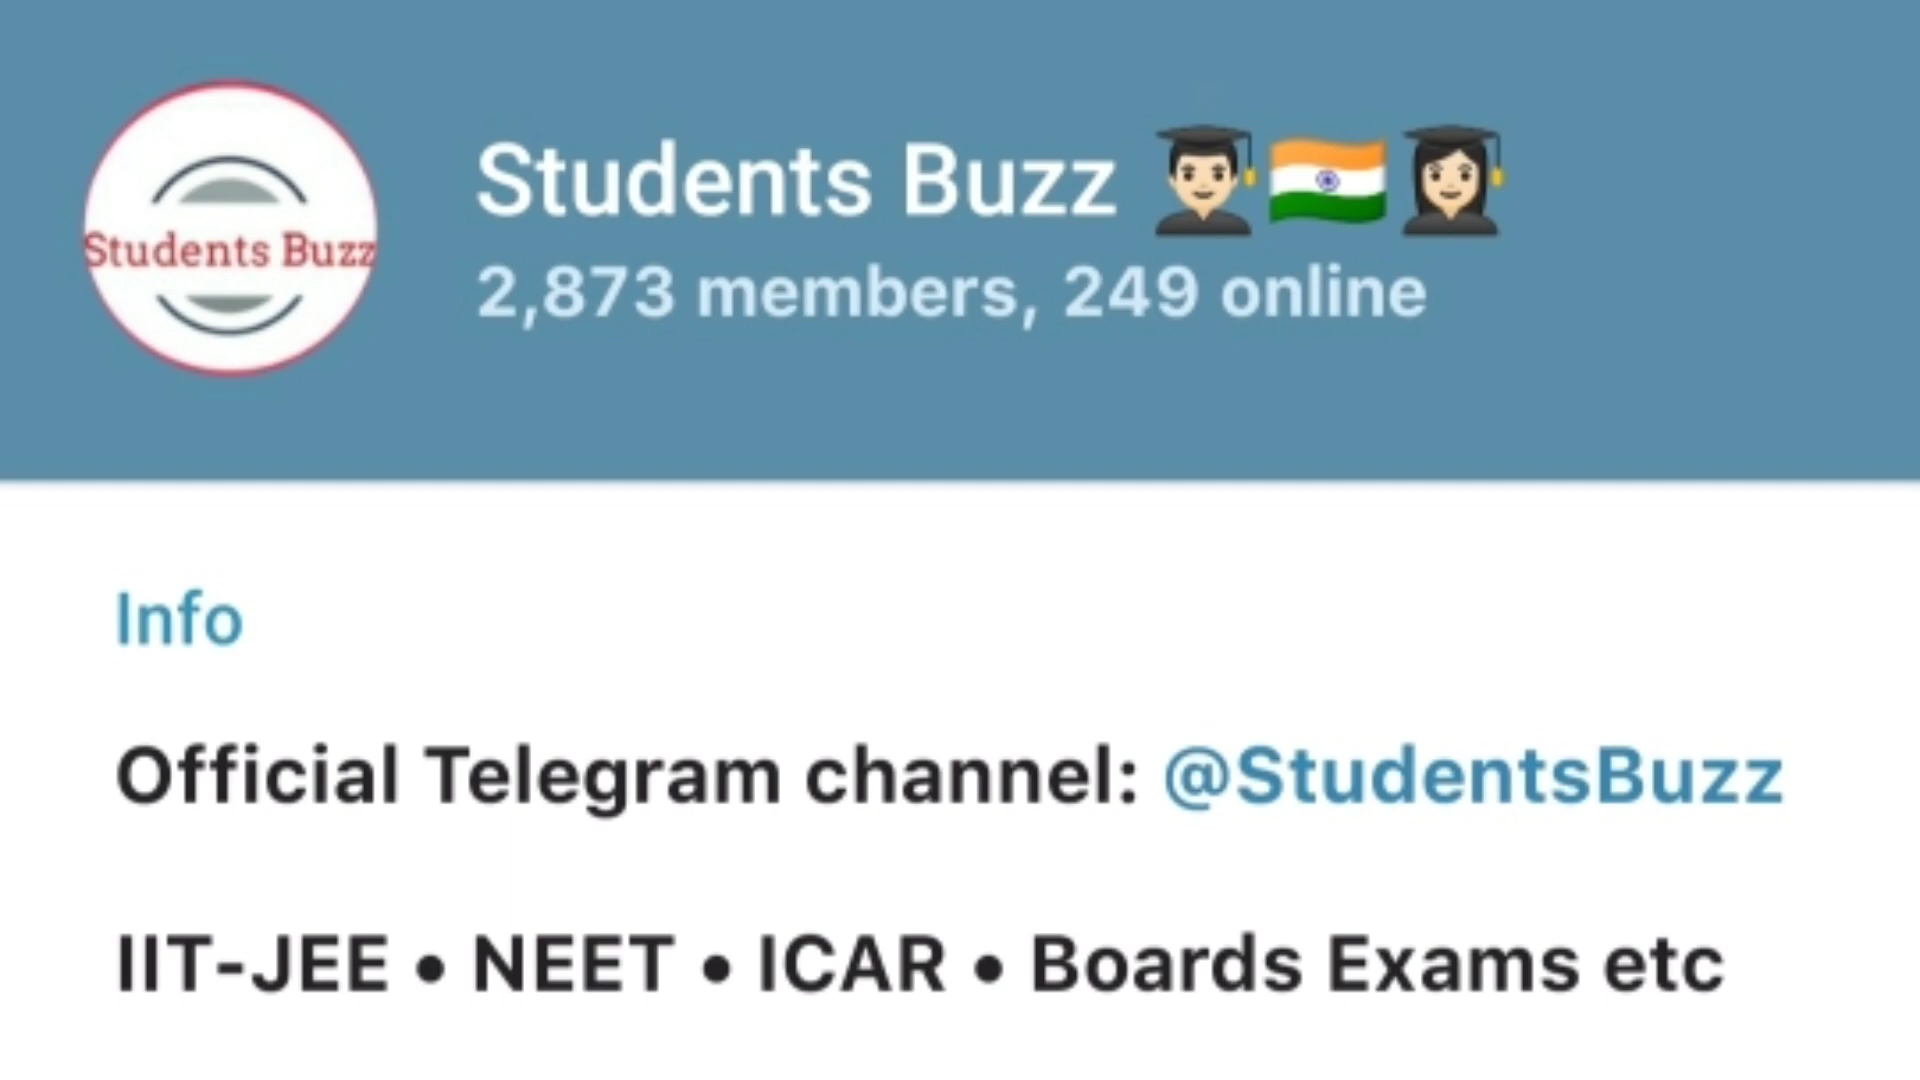 Students Buzz
Students Buzz 👨🏻‍🎓🇮🇳👩🏻‍🎓
2,873 members, 249 online
Info
Official Telegram channel: @StudentsBuzz
IIT-JEE • NEET • ICAR • Boards Exams etc